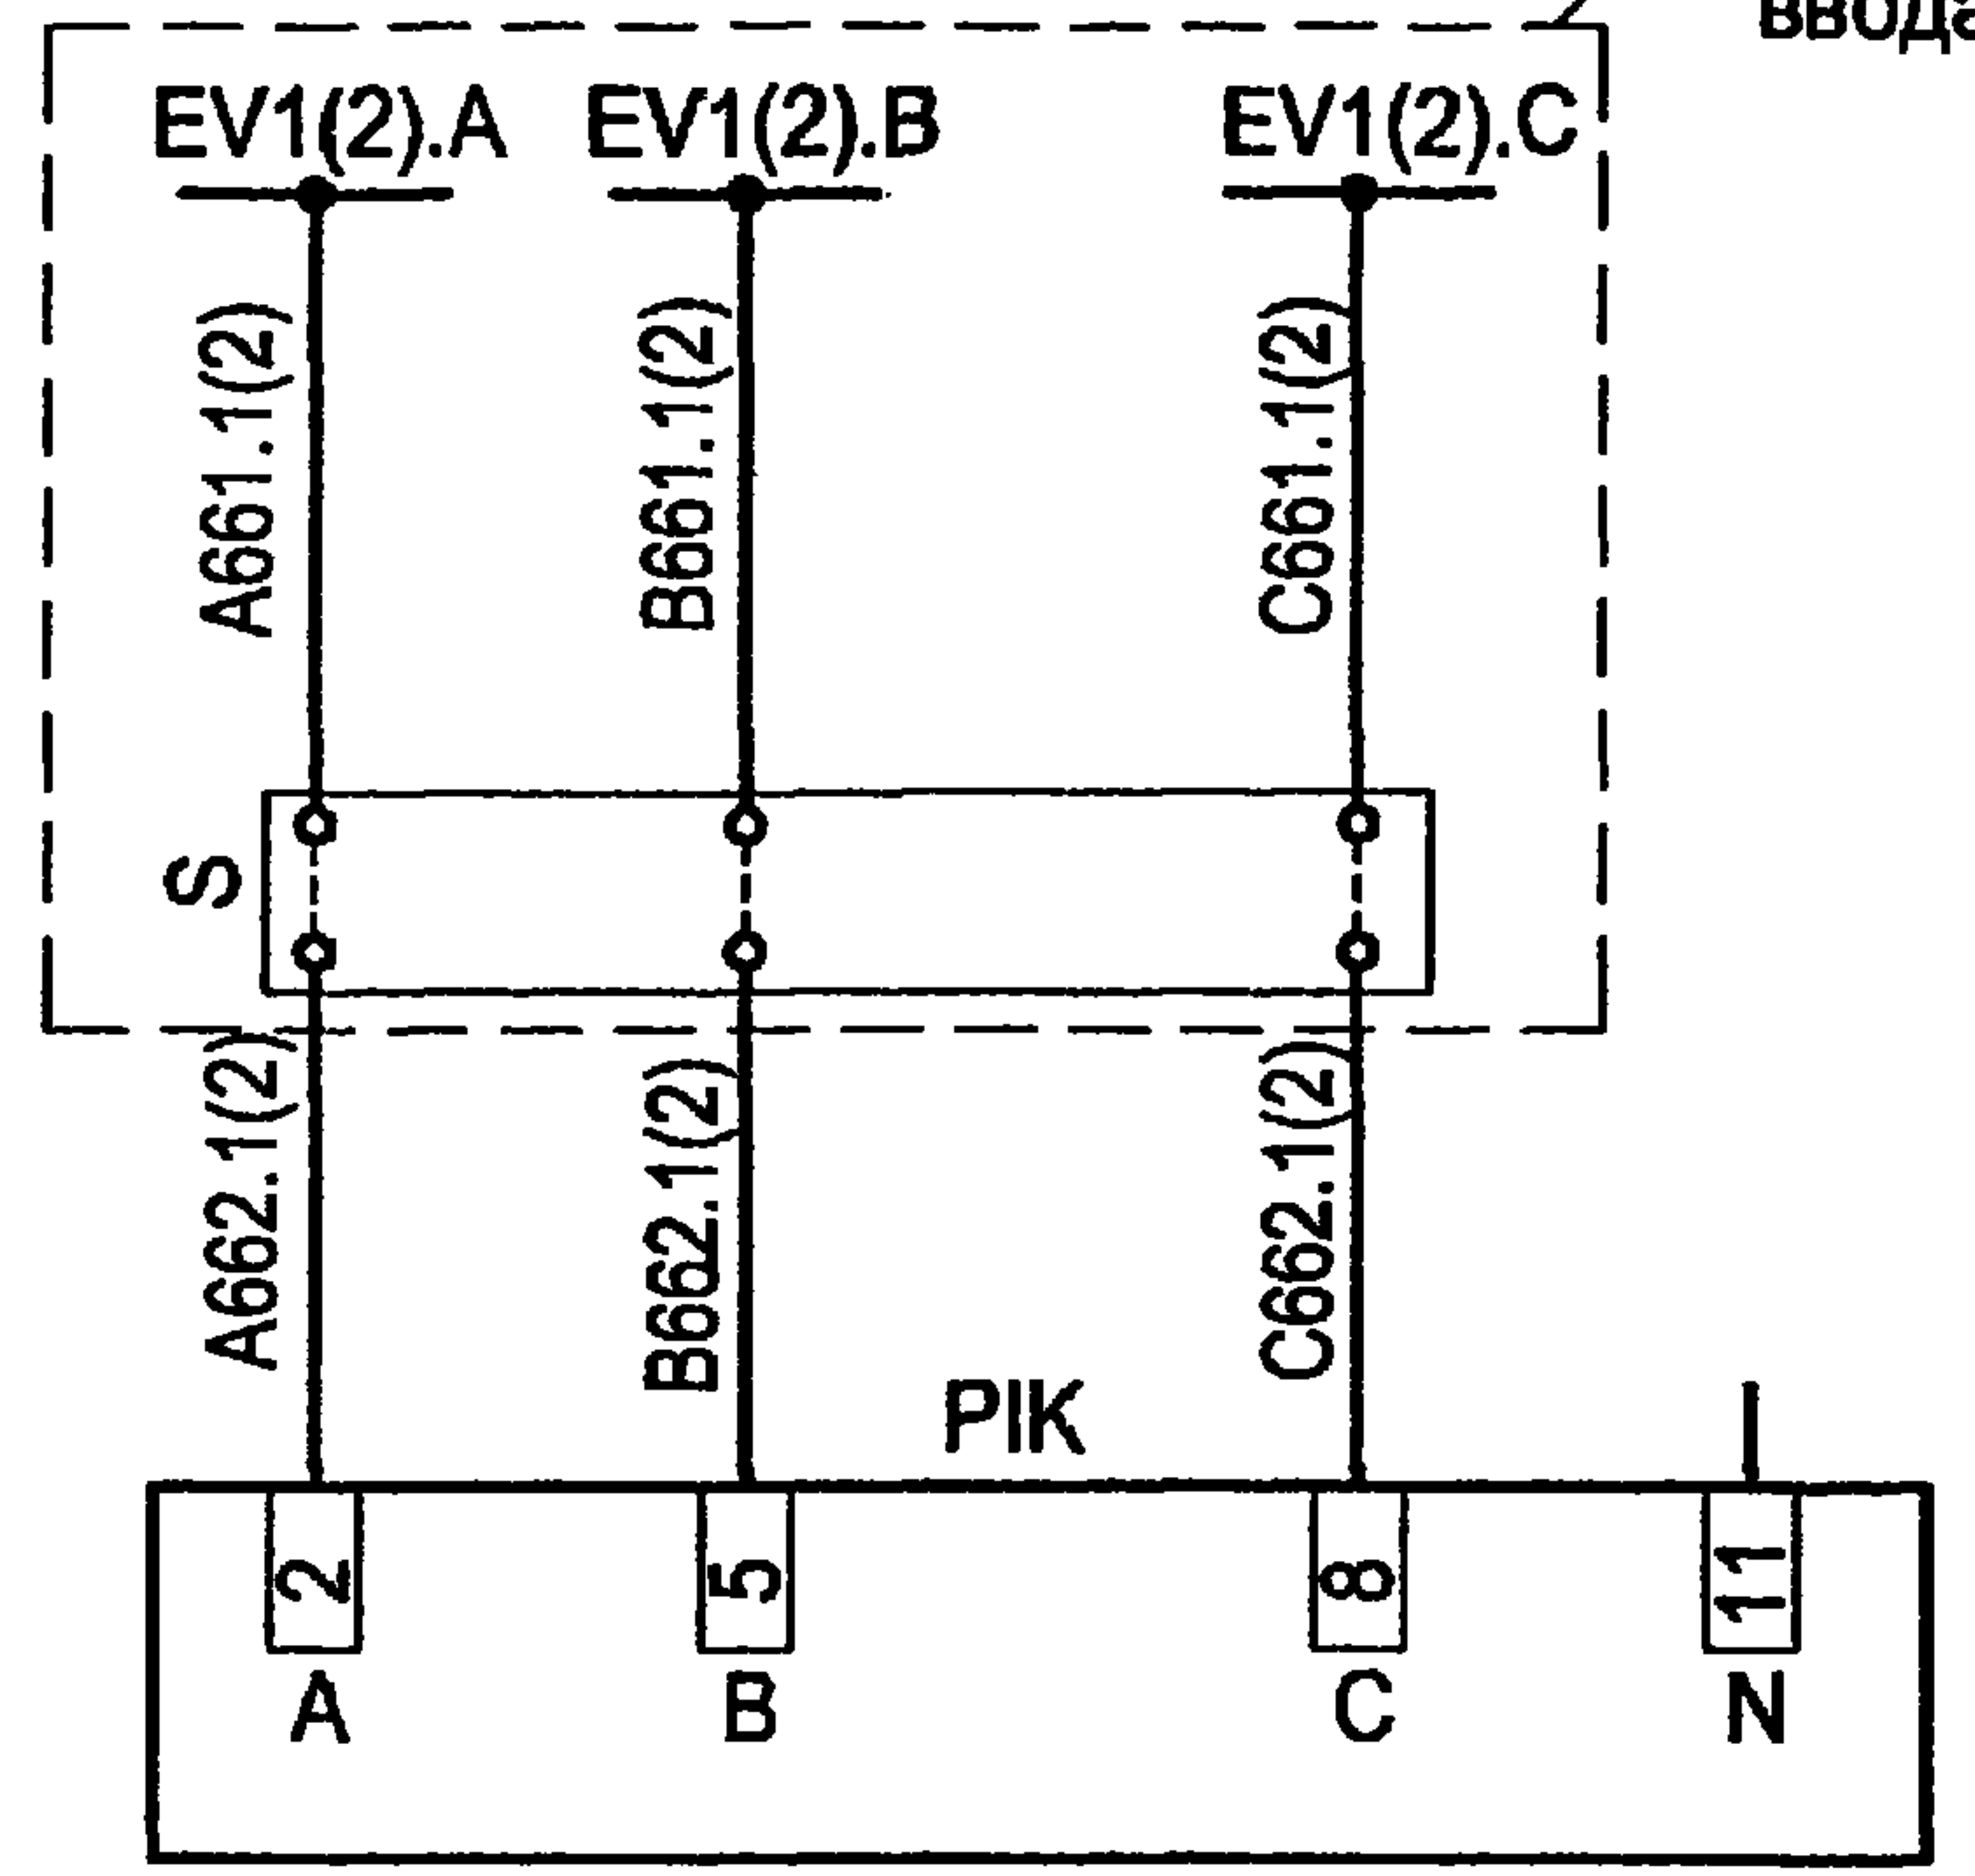 ввода
EV1(2).A EV1(2).B EV1(2).C
A661.1(2)
B661.1(2)
C661.1(2)
S
A662.1(2)
B662.1(2)
C662.1(2)
PIK
2 5 8 11
A B C N